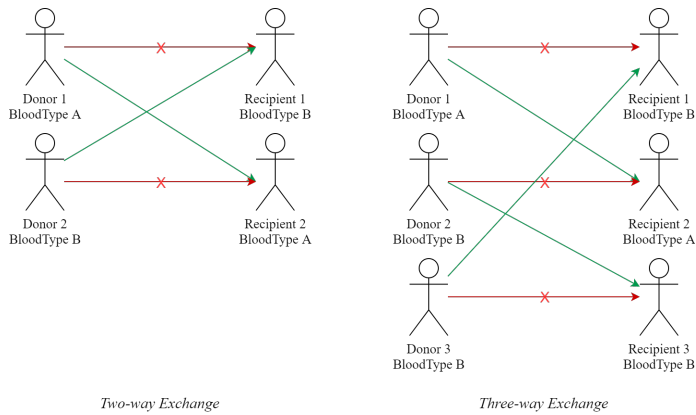 Donor 1
BloodType A
Recipient 1
BloodType B
Donor 2
BloodType B
Recipient 2
BloodType A
Two-way Exchange
Donor 1
BloodType A
Recipient 1
BloodType B
Donor 2
BloodType B
Recipient 2
BloodType A
Donor 3
BloodType B
Recipient 3
BloodType B
Three-way Exchange